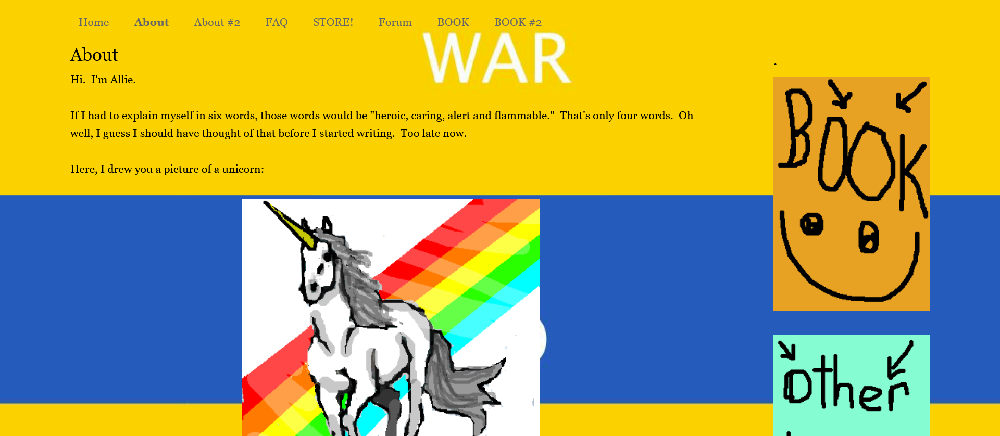 Home About About #2 FAQ STORE! Forum BOOK BOOK #2
WAR
About
Hi.  I'm Allie.
If I had to explain myself in six words, those words would be "heroic, caring, alert and flammable."  That's only four words.  Oh
well, I guess I should have thought of that before I started writing.  Too late now.
Here, I drew you a picture of a unicorn:
.
BOOK
other